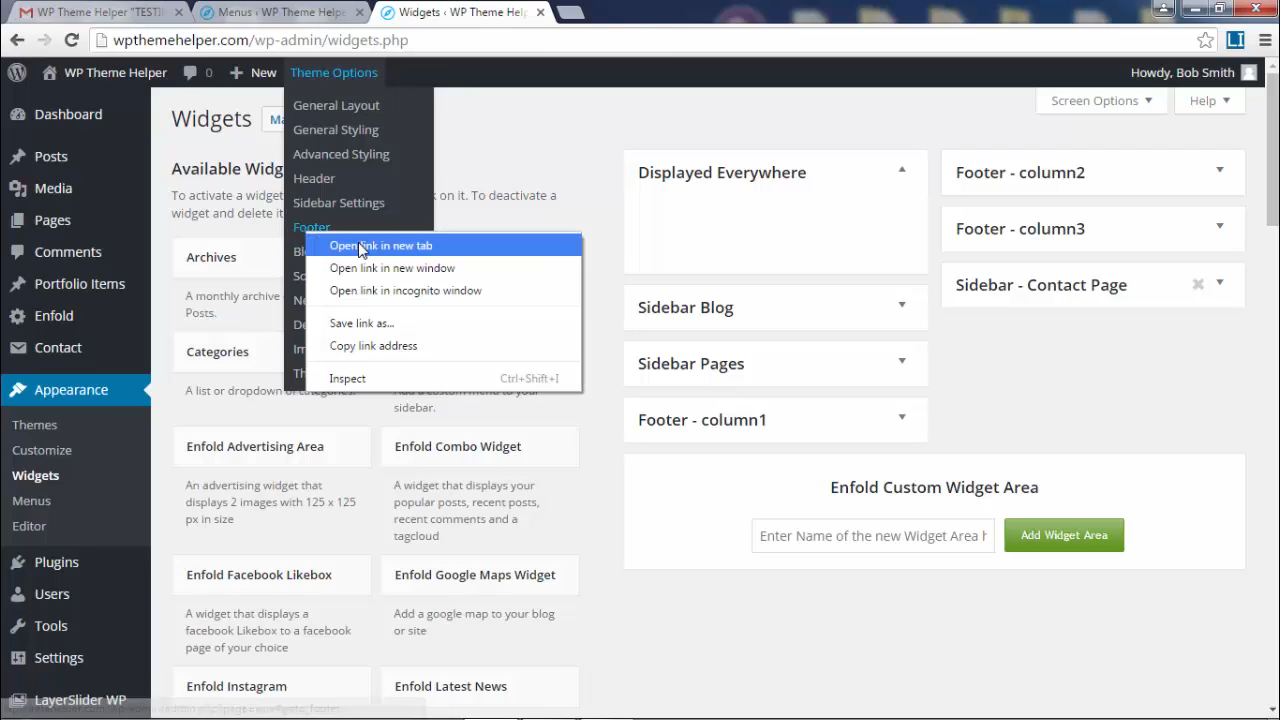 WP Theme Helper "TESTI
Menus ‹ WP Theme Help
Widgets ‹ WP Theme Help
wpthemehelper.com/wp-admin/widgets.php
WP Theme Helper
0
New
Theme Options
Howdy, Bob Smith
Dashboard
Posts
Media
Pages
Comments
Portfolio Items
Enfold
Contact
Appearance
Themes
Customize
Widgets
Menus
Editor
Plugins
Users
Tools
Settings
LayerSlider WP
General Layout
General Styling
Advanced Styling
Header
Sidebar Settings
Footer
Open link in new tab
Open link in new window
Open link in incognito window
Save link as...
Copy link address
Inspect Ctrl+Shift+I
Screen Options
Help
Widgets
Available Widg
To activate a widget
k on it. To deactivate a
widget and delete it
Archives
A monthly archive
Posts.
Categories
A list or dropdown of categories.
Add a custom menu to your
sidebar.
Enfold Advertising Area
An advertising widget that
displays 2 images with 125 x 125
px in size
Enfold Combo Widget
A widget that displays your
popular posts, recent posts,
recent comments and a
tagcloud
Enfold Facebook Likebox
A widget that displays a
facebook Likebox to a facebook
page of your choice
Enfold Google Maps Widget
Add a google map to your blog
or site
Enfold Instagram
Enfold Latest News
Displayed Everywhere
Sidebar Blog
Sidebar Pages
Footer - column1
Footer - column2
Footer - column3
Sidebar - Contact Page
Enfold Custom Widget Area
Enter Name of the new Widget Area h
Add Widget Area